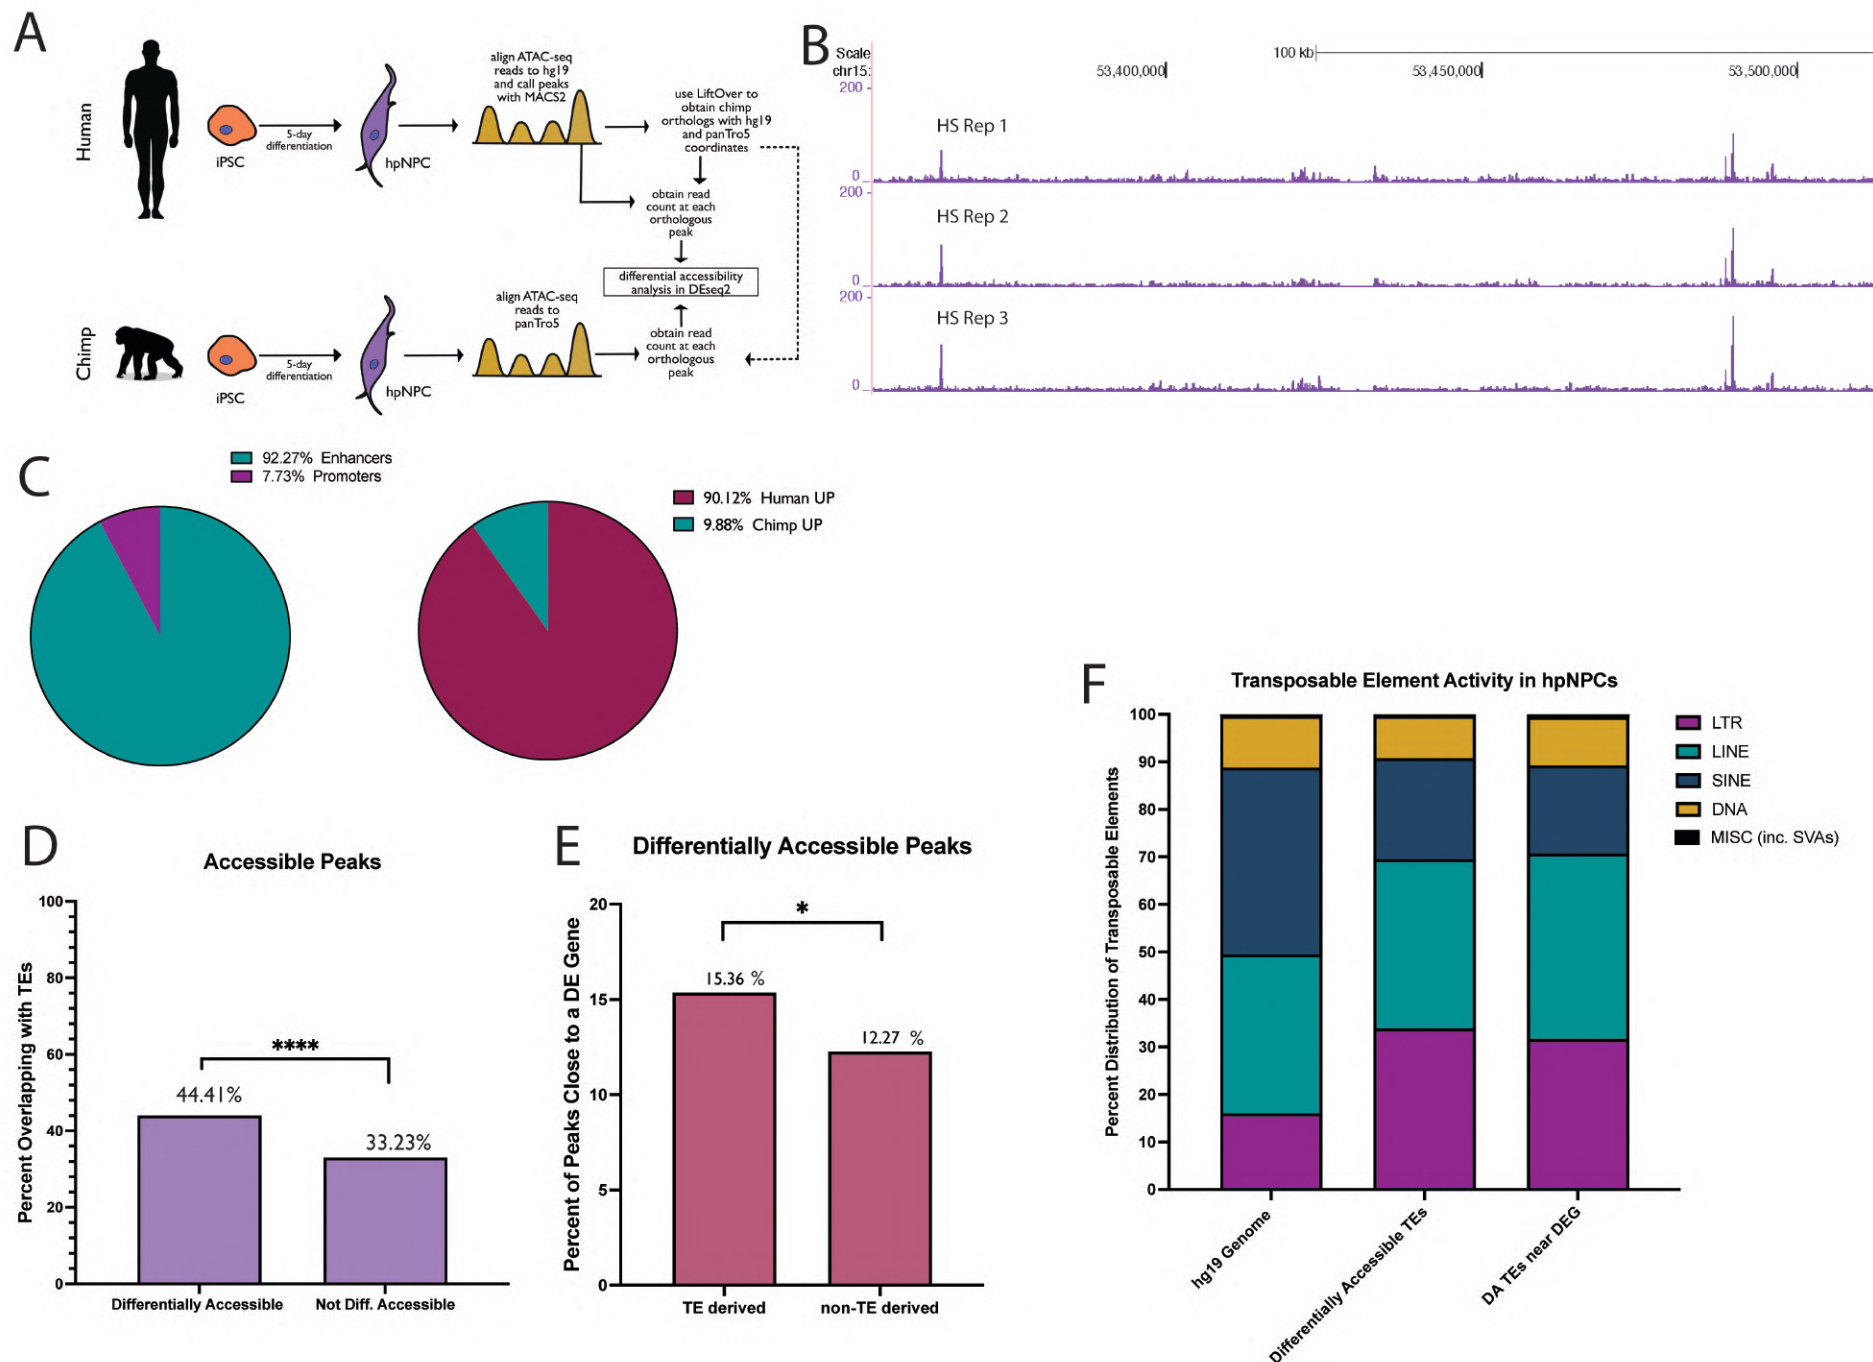 A
Human
iPSC
5-day
differentiation
hpNPC
align ATAC-seq
reads to hg19
and call peaks
with MACS2
use LiftOver to
obtain chimp
orthologs with hg19
and panTro5
coordinates
obtain read
count at each
orthologous
peak
differential accessibility
analysis in DEseq2
Chimp
iPSC
5-day
differentiation
hpNPC
align ATAC-seq
reads to
panTro5
obtain read
count at each
orthologous
peak
B
Scale
100 kb
chr15:
53,400,000
53,450,000
53,500,000
200
HS Rep 1
0
200
HS Rep 2
0
200
HS Rep 3
0
C
92.27% Enhancers
7.73% Promoters
90.12% Human UP
9.88% Chimp UP
D
Accessible Peaks
Percent Overlapping with TEs
100
80
60
40
20
0
****
44.41%
33.23%
Differentially Accessible
Not Diff. Accessible
E
Differentially Accessible Peaks
Percent of Peaks Close to a DE Gene
20
15
10
5
0
*
15.36 %
12.27 %
TE derived
non-TE derived
F
Transposable Element Activity in hpNPCs
Percent Distribution of Transposable Elements
100
90
80
70
60
50
40
30
20
10
0
hg19 Genome
Differentially Accessible TEs
DA TEs near DEG
LTR
LINE
SINE
DNA
MISC (inc. SVAs)